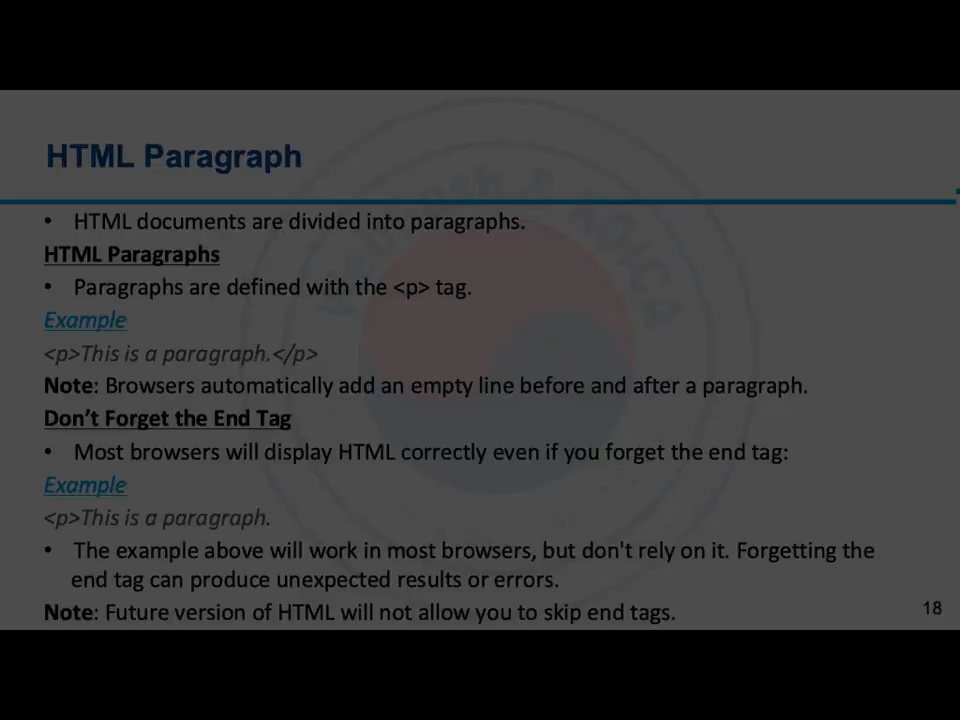 HTML Paragraph
• HTML documents are divided into paragraphs.
HTML Paragraphs
• Paragraphs are defined with the <p> tag.
Example
<p>This is a paragraph.</p>
Note: Browsers automatically add an empty line before and after a paragraph.
Don’t Forget the End Tag
• Most browsers will display HTML correctly even if you forget the end tag:
Example
<p>This is a paragraph.
• The example above will work in most browsers, but don't rely on it. Forgetting the
end tag can produce unexpected results or errors.
Note: Future version of HTML will not allow you to skip end tags.
18